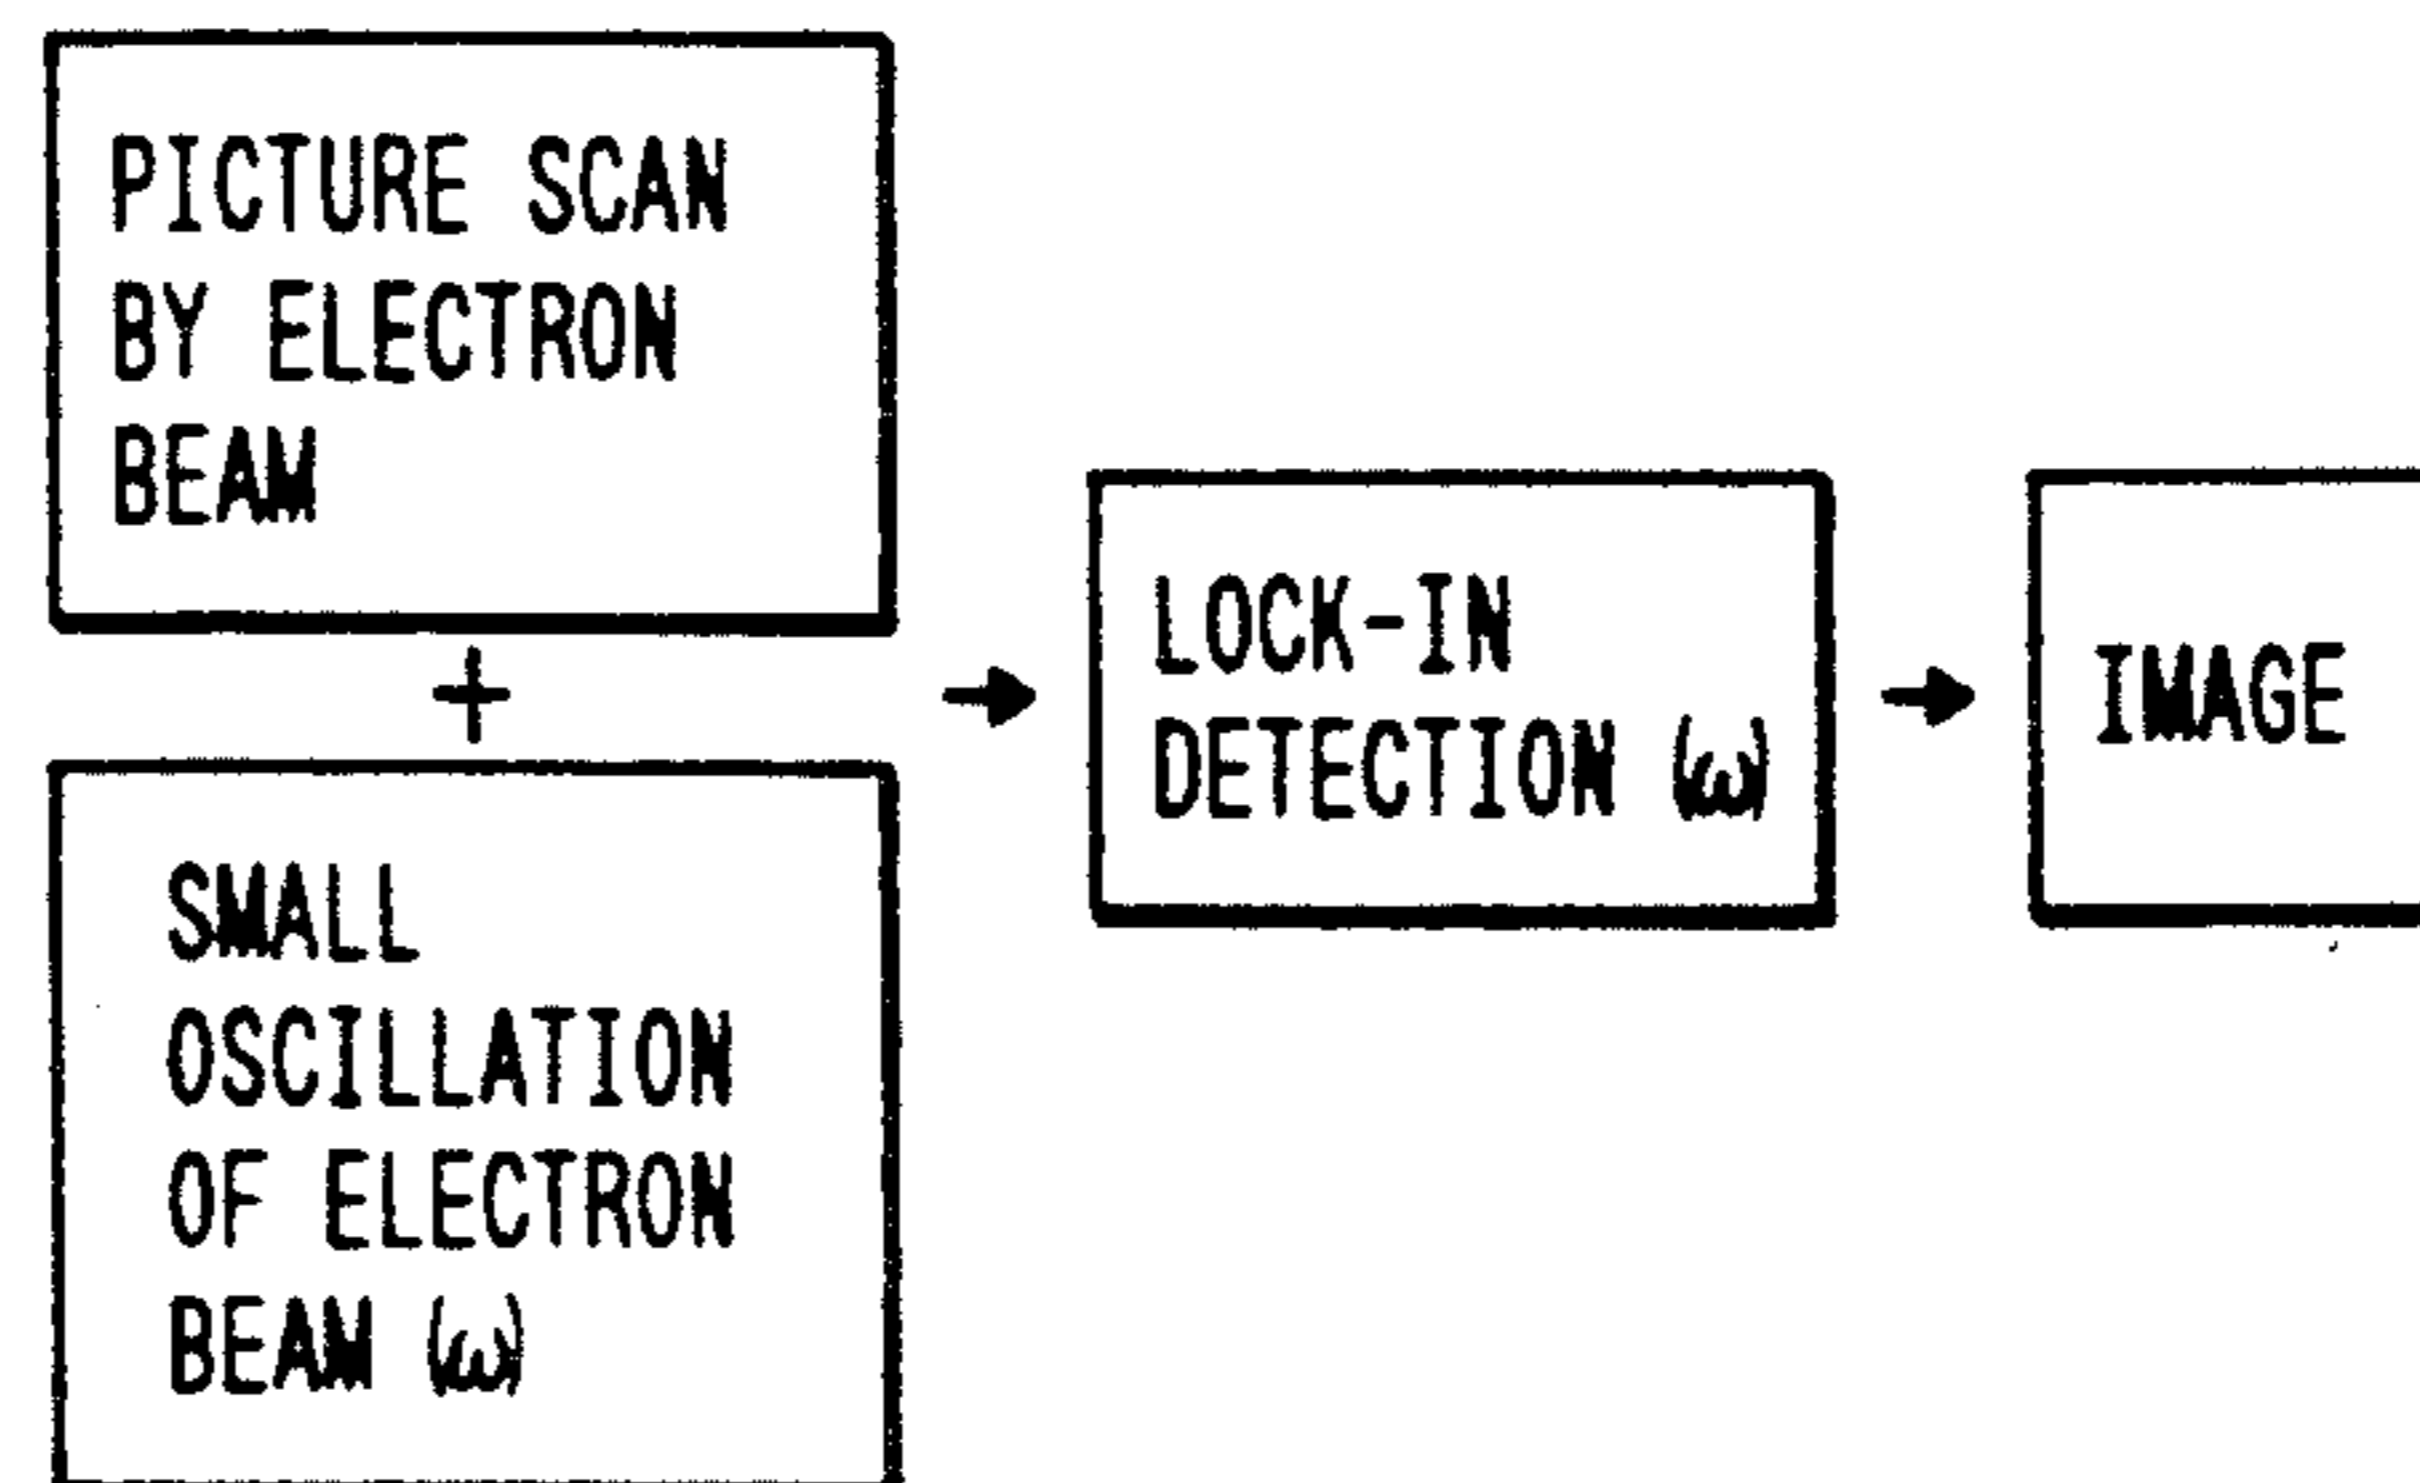 PICTURE SCAN
BY ELECTRON
BEAM
+
SMALL
OSCILLATION
OF ELECTRON
BEAM (ω)
LOCK-IN
DETECTION (ω)
IMAGE